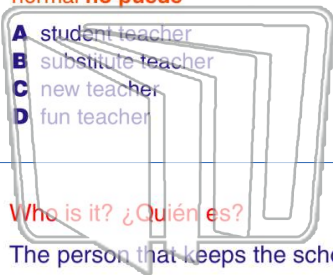 normal no puede
A student teacher
B substitute teacher
C new teacher
D fun teacher
Who is it? ¿Quién es?
The person that keeps the